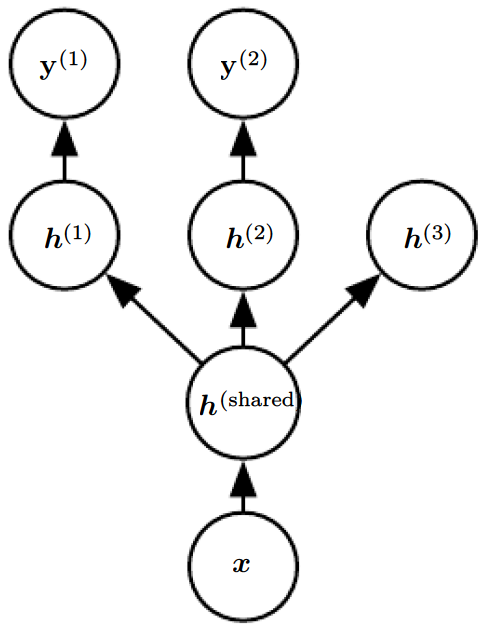 y(1) y(2)
h(1) h(2) h(3)
h(shared)
x